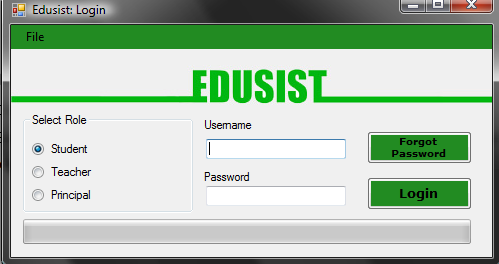 Edusist: Login
File
EDUSIST
Select Role
Student
Teacher
Principal
Username
Password
Forgot
Password
Login